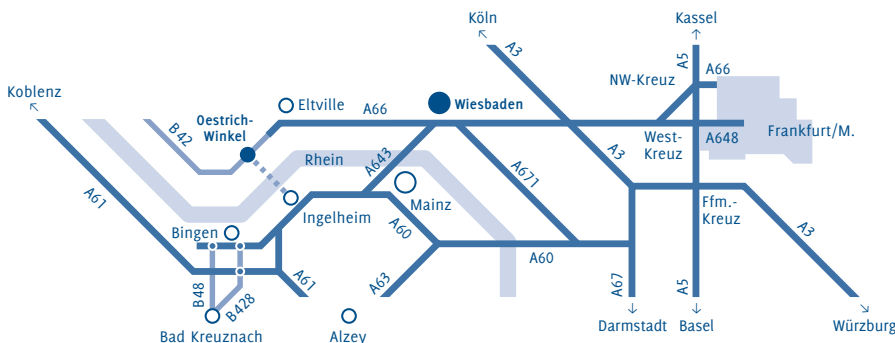 Köln
Kassel
A3
A5
NW-Kreuz
A66
Koblenz
Oestrich-
Winkel
Eltville
A66
Wiesbaden
B42
West-
Kreuz
A648
Frankfurt/M.
Rhein
A643
A671
A3
A61
Mainz
Ingelheim
Ffm.-
Kreuz
A3
Bingen
A60
A60
B48
B428
A61
A63
A67
A5
Bad Kreuznach
Alzey
Darmstadt
Basel
Würzburg